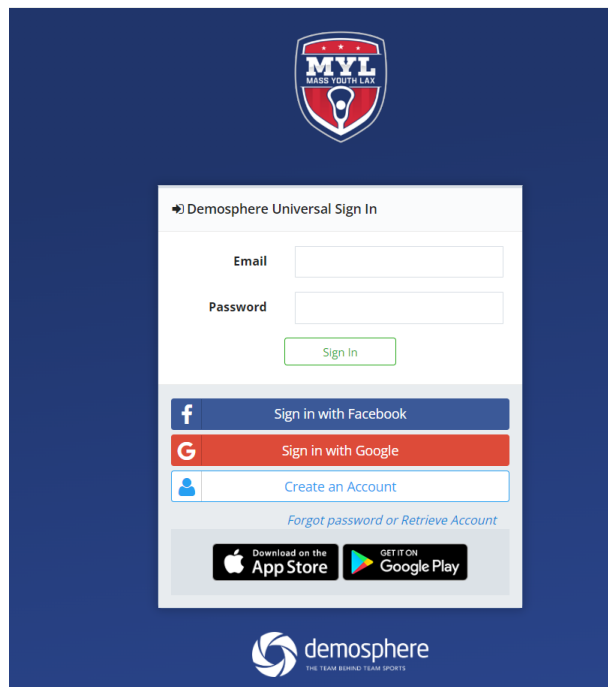 MYL
MASS YOUTH LAX
Demosphere Universal Sign In
Email
Password
Sign In
f Sign in with Facebook
G Sign in with Google
Create an Account
Forgot password or Retrieve Account
Download on the
App Store
GET IT ON
Google Play
demosphere
THE TEAM BEHIND TEAM SPORTS